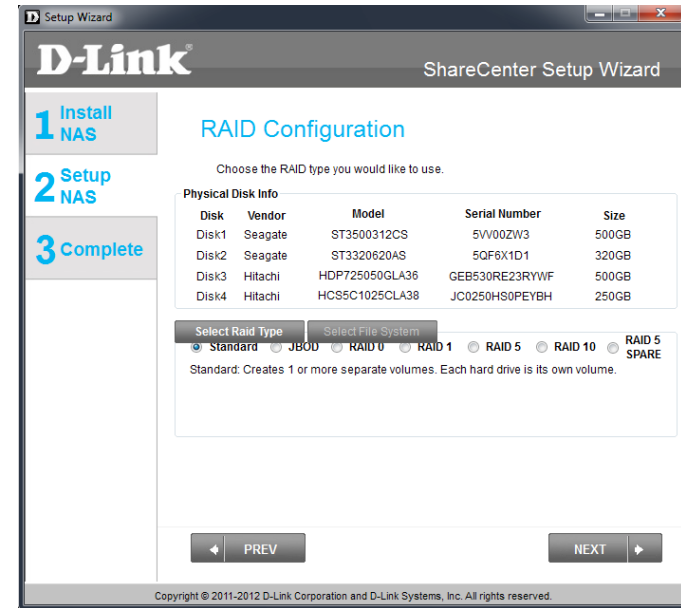 Setup Wizard
D-Link®
ShareCenter Setup Wizard
1 Install NAS
2 Setup NAS
3 Complete
RAID Configuration
Choose the RAID type you would like to use.
Physical Disk Info
Disk Vendor Model Serial Number Size
Disk1 Seagate ST3500312CS 5VV00ZW3 500GB
Disk2 Seagate ST3320620AS 5QF6X1D1 320GB
Disk3 Hitachi HDP725050GLA36 GEB530RE23RYWF 500GB
Disk4 Hitachi HCS5C1025CLA38 JC0250HS0PEYBH 250GB
Select Raid Type Select File System
Standard JBOD RAID 0 RAID 1 RAID 5 RAID 10 RAID 5 SPARE
Standard: Creates 1 or more separate volumes. Each hard drive is its own volume.
PREV NEXT
Copyright © 2011-2012 D-Link Corporation and D-Link Systems, Inc. All rights reserved.